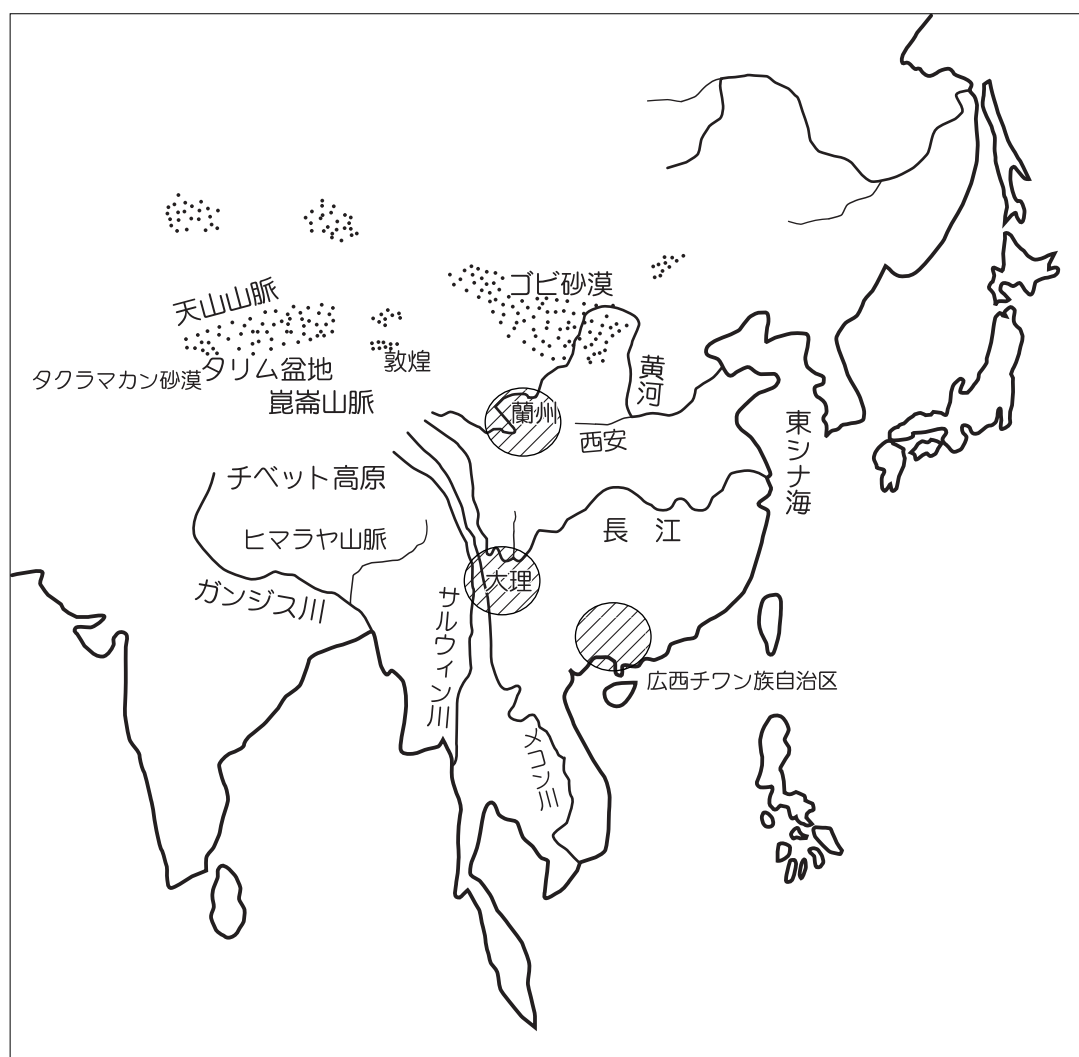 ゴビ砂漠
天山山脈
タリム盆地
敦煌
タクラマカン砂漠
崑崙山脈
黄河
蘭州
西安
東シナ海
チベット高原
ヒマラヤ山脈
長江
大理
ガンジス川
サルウィン川
広西チワン族自治区
メコン川